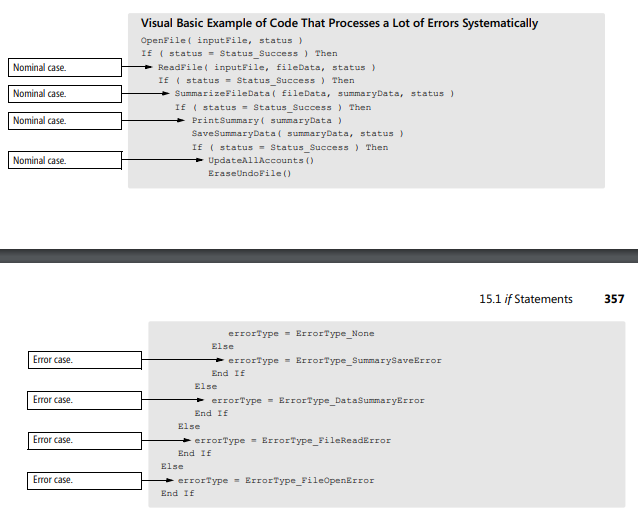 Visual Basic Example of Code That Processes a Lot of Errors Systematically
OpenFile( inputFile, status )
If ( status = Status_Success ) Then
Nominal case.
ReadFile( inputFile, fileData, status )
If ( status = Status_Success ) Then
Nominal case.
SummarizeFileData( fileData, summaryData, status )
If ( status = Status_Success ) Then
Nominal case.
PrintSummary( summaryData )
SaveSummaryData( summaryData, status )
If ( status = Status_Success ) Then
Nominal case.
UpdateAllAccounts()
EraseUndoFile()
15.1 if Statements 357
errorType = ErrorType_None
Else
Error case.
errorType = ErrorType_SummarySaveError
End If
Else
Error case.
errorType = ErrorType_DataSummaryError
End If
Else
Error case.
errorType = ErrorType_FileReadError
End If
Else
Error case.
errorType = ErrorType_FileOpenError
End If